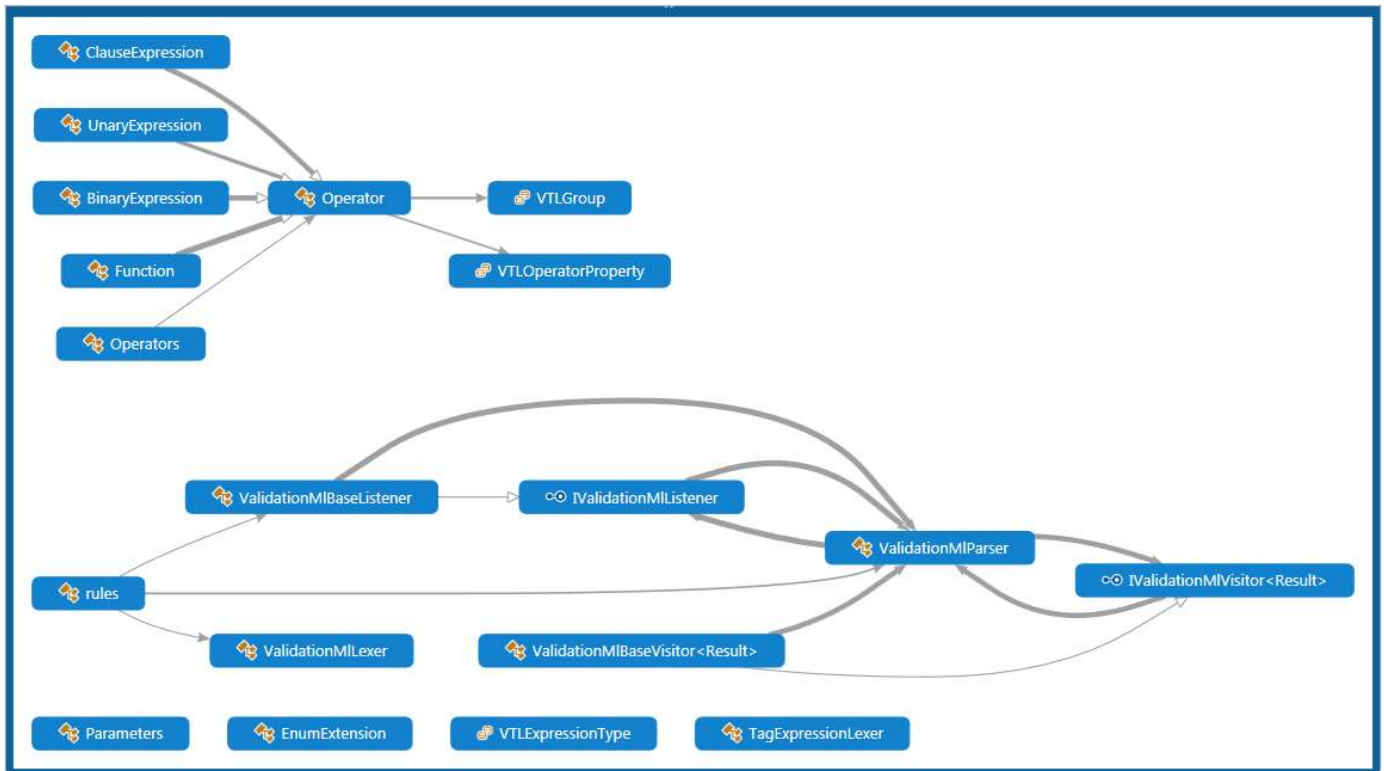 ClauseExpression
UnaryExpression
BinaryExpression
Operator
VTLGroup
Function
VTLOperatorProperty
Operators
ValidationMlBaseListener
IValidationMlListener
ValidationMlParser
IValidationMlVisitor<Result>
rules
ValidationMlLexer
ValidationMlBaseVisitor<Result>
Parameters
EnumExtension
VTLExpressionType
TagExpressionLexer